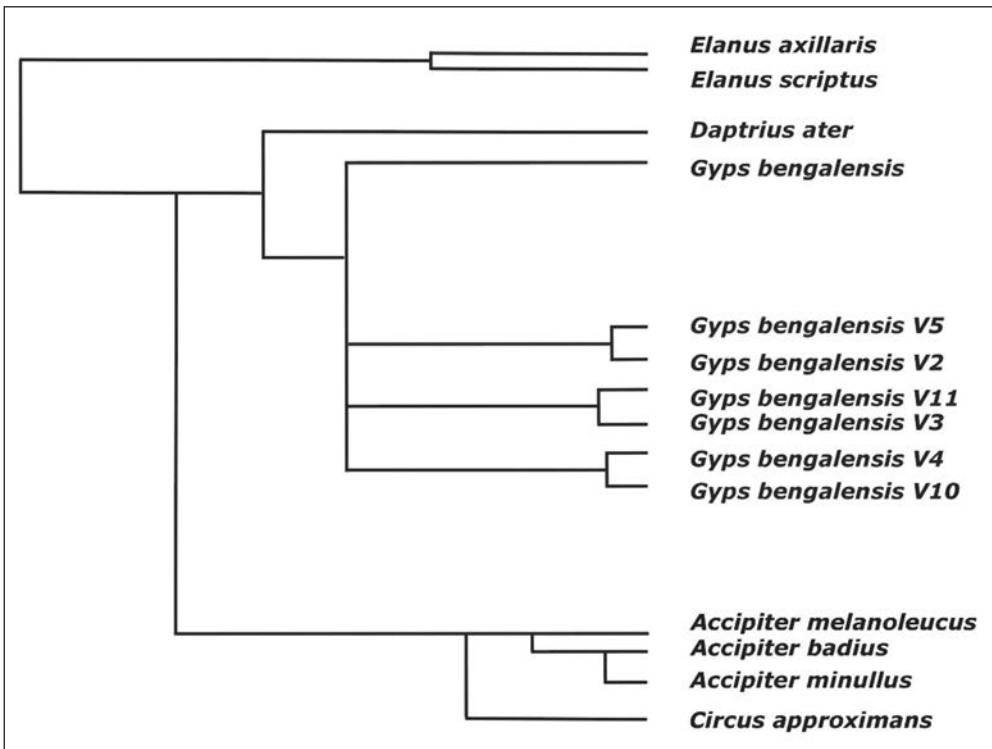 Elanus axillaris
Elanus scriptus
Daptrius ater
Gyps bengalensis
Gyps bengalensis V5
Gyps bengalensis V2
Gyps bengalensis V11
Gyps bengalensis V3
Gyps bengalensis V4
Gyps bengalensis V10
Accipiter melanoleucus
Accipiter badius
Accipiter minullus
Circus approximans